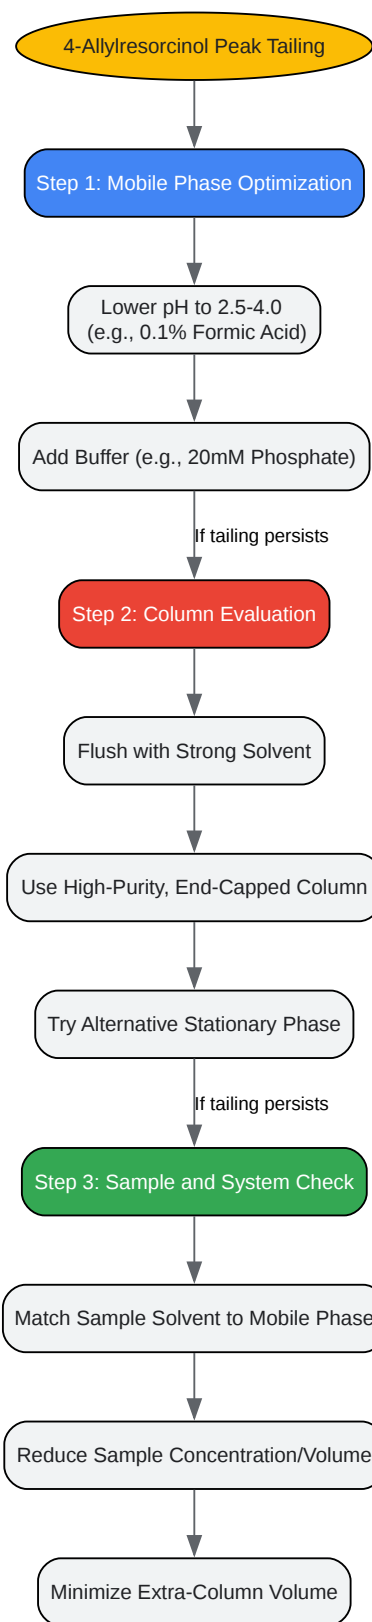 4-Allylresorcinol Peak Tailing
Step 1: Mobile Phase Optimization
Lower pH to 2.5-4.0
(e.g., 0.1% Formic Acid)
Add Buffer (e.g., 20mM Phosphate)
If tailing persists
Step 2: Column Evaluation
Flush with Strong Solvent
Use High-Purity, End-Capped Column
Try Alternative Stationary Phase
If tailing persists
Step 3: Sample and System Check
Match Sample Solvent to Mobile Phase
Reduce Sample Concentration/Volume
Minimize Extra-Column Volume